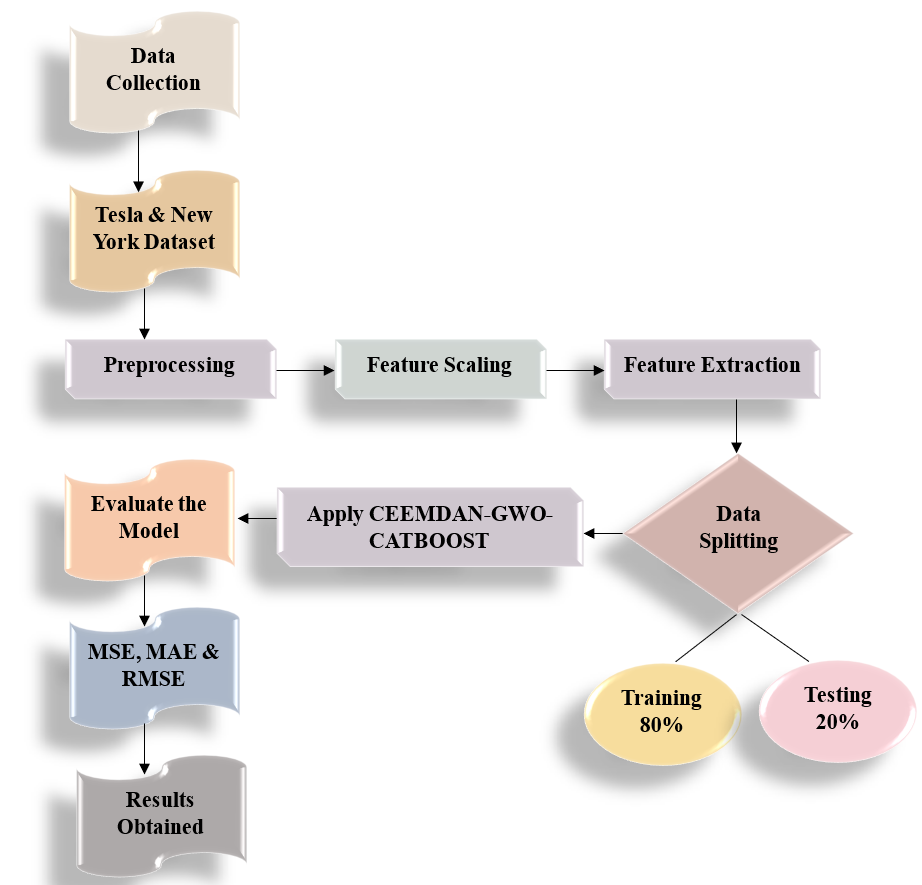 Data
Collection
Tesla & New
York Dataset
Preprocessing
Feature Scaling
Feature Extraction
Data
Splitting
Training
80%
Testing
20%
Apply CEEMDAN-GWO-
CATBOOST
Evaluate the
Model
MSE, MAE &
RMSE
Results
Obtained